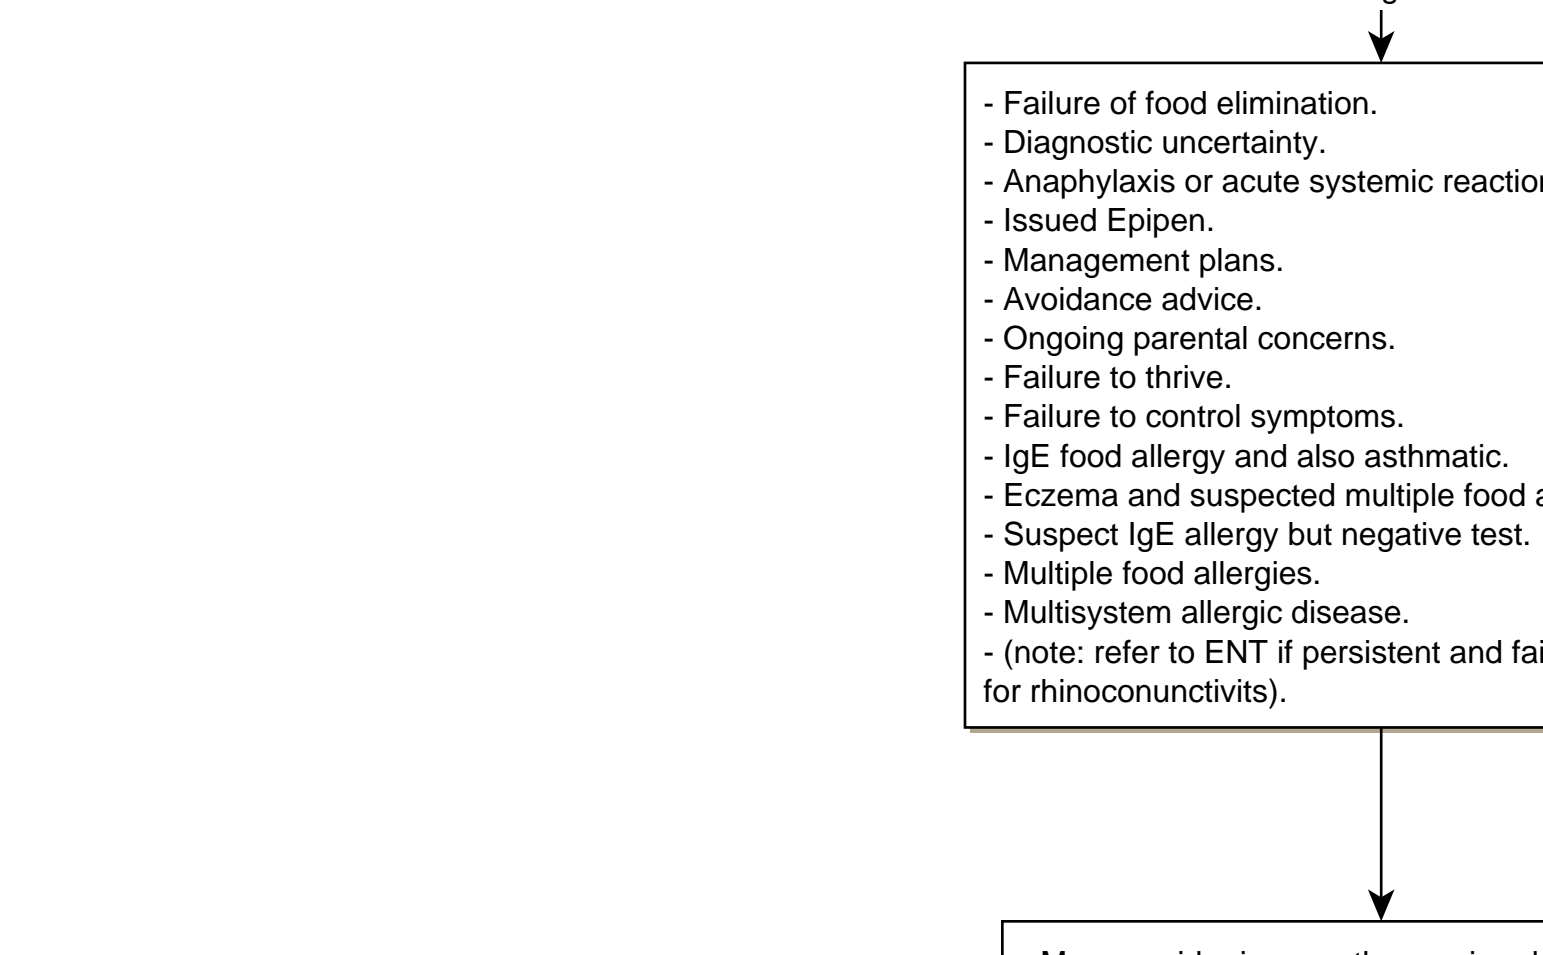 - Failure of food elimination.
- Diagnostic uncertainty.
- Anaphylaxis or acute systemic
- Issued Epipen.
- Management plans.
- Avoidance advice.
- Ongoing parental concerns.
- Failure to thrive.
- Failure to control symptoms.
- IgE food allergy and also asthmatic.
- Eczema and suspected multiple food
- Suspect IgE allergy but negative test.
- Multiple food allergies.
- Multisystem allergic disease.
- (note: refer to ENT if persistent and
for rhinoconunctivits).